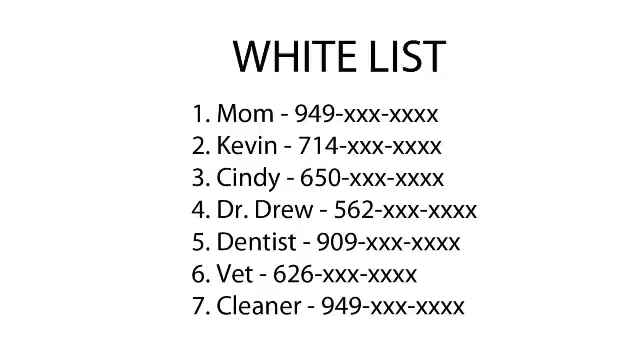 WHITE LIST
1. Mom - 949-xxx-xxxx
2. Kevin - 714-xxx-xxxx
3. Cindy - 650-xxx-xxxx
4. Dr. Drew - 562-xxx-xxxx
5. Dentist - 909-xxx-xxxx
6. Vet - 626-xxx-xxxx
7. Cleaner - 949-xxx-xxxx